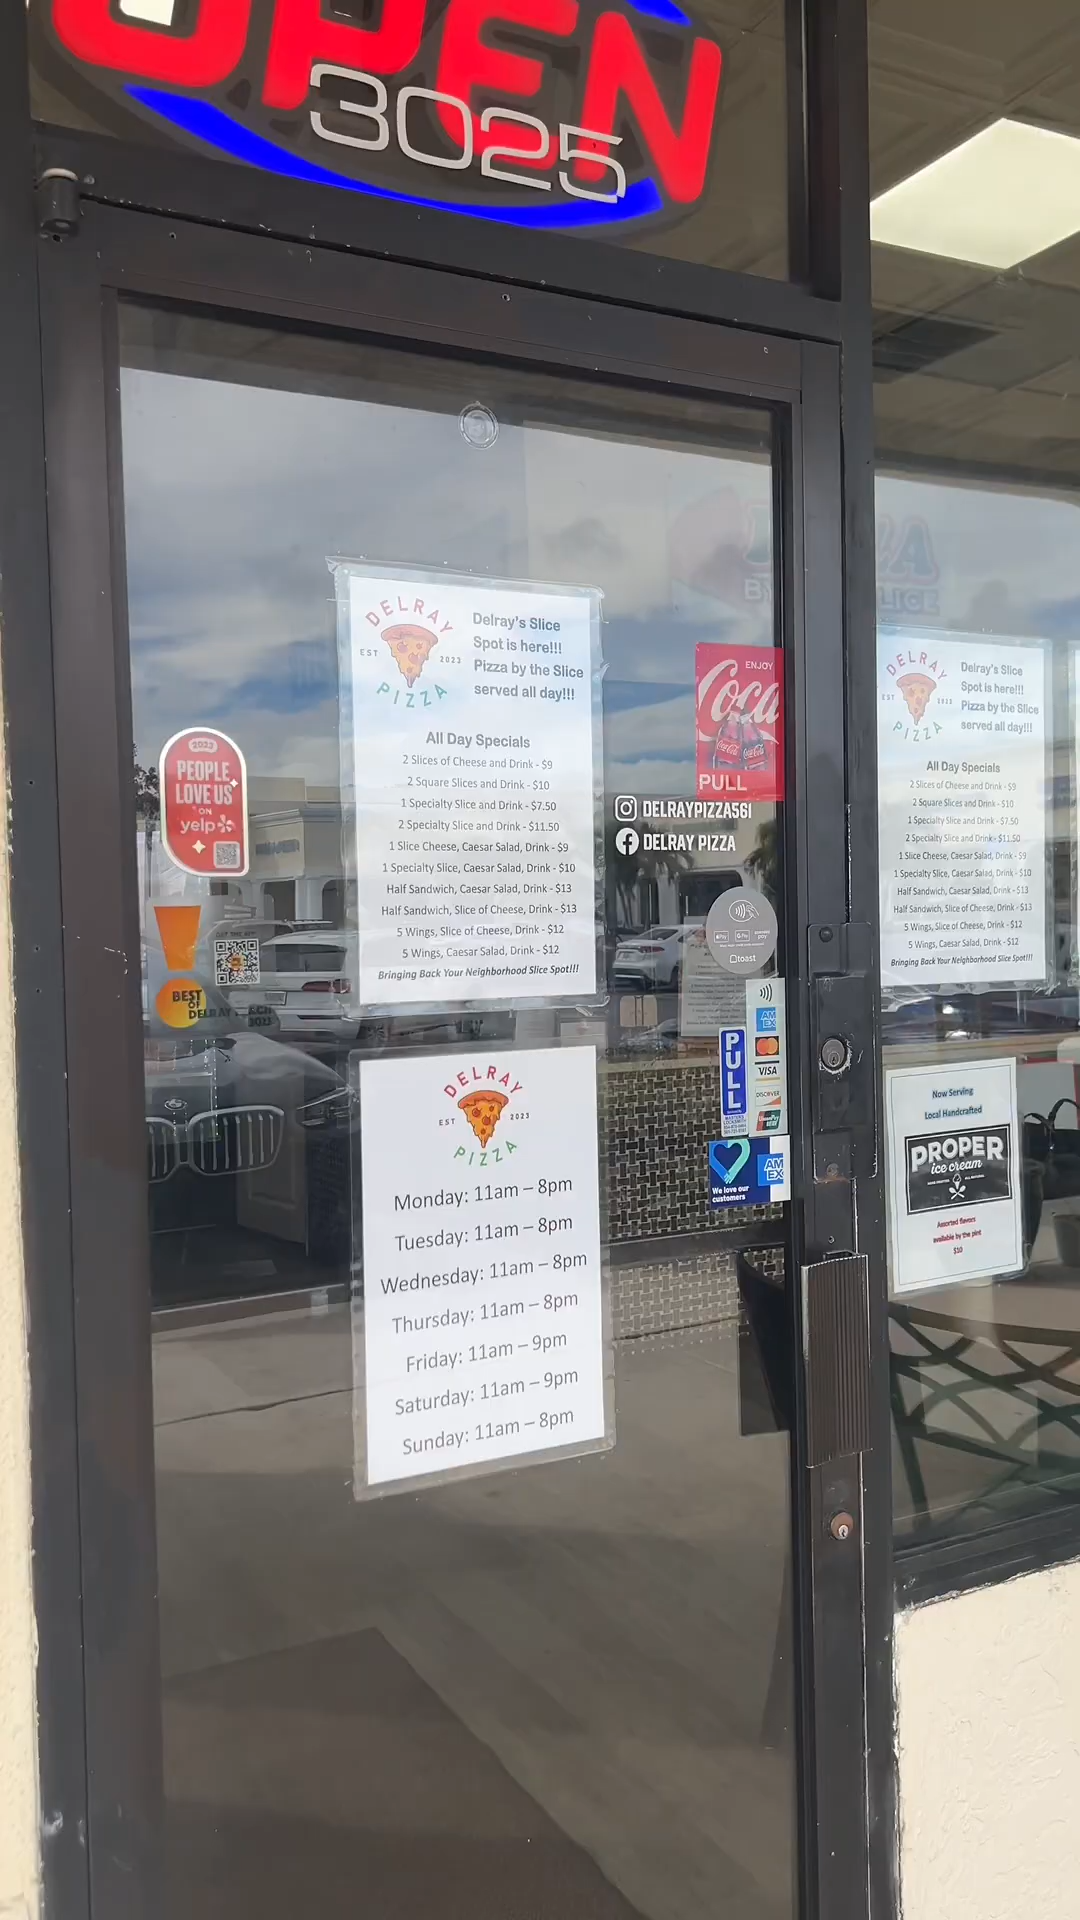 OPEN
3025
DELRAY
EST 2023
PIZZA
Delray's Slice
Spot is here!!!
Pizza by the Slice
served all day!!!
All Day Specials
2 Slices of Cheese and Drink - $9
2 Square Slices and Drink - $10
1 Specialty Slice and Drink - $7.50
2 Specialty Slice and Drink - $11.50
1 Slice Cheese, Caesar Salad, Drink - $9
1 Specialty Slice, Caesar Salad, Drink - $10
Half Sandwich, Caesar Salad, Drink - $13
Half Sandwich, Slice of Cheese, Drink - $13
5 Wings, Slice of Cheese, Drink - $12
5 Wings, Caesar Salad, Drink - $12
Bringing Back Your Neighborhood Slice Spot!!!
2023
PEOPLE
LOVE US
ON
yelp
BEST
OF
DELRAY
2023
ENJOY
Coca
PULL
DELRAYPIZZA561
DELRAY PIZZA
toast
PULL
AM
EX
VISA
DISCOVER
We love our
customers
AM
EX
DELRAY
EST 2023
PIZZA
Monday: 11am – 8pm
Tuesday: 11am – 8pm
Wednesday: 11am – 8pm
Thursday: 11am – 8pm
Friday: 11am – 9pm
Saturday: 11am – 9pm
Sunday: 11am – 8pm
DELRAY
EST 2023
PIZZA
Delray's Slice
Spot is here!!!
Pizza by the Slice
served all day!!!
All Day Specials
2 Slices of Cheese and Drink - $9
2 Square Slices and Drink - $10
1 Specialty Slice and Drink - $7.50
2 Specialty Slice and Drink - $11.50
1 Slice Cheese, Caesar Salad, Drink - $9
1 Specialty Slice, Caesar Salad, Drink - $10
Half Sandwich, Caesar Salad, Drink - $13
Half Sandwich, Slice of Cheese, Drink - $13
5 Wings, Slice of Cheese, Drink - $12
5 Wings, Caesar Salad, Drink - $12
Bringing Back Your Neighborhood Slice Spot!!!
Now Serving
Local Handcrafted
PROPER
ice cream
Assorted flavors
available by the pint
$10